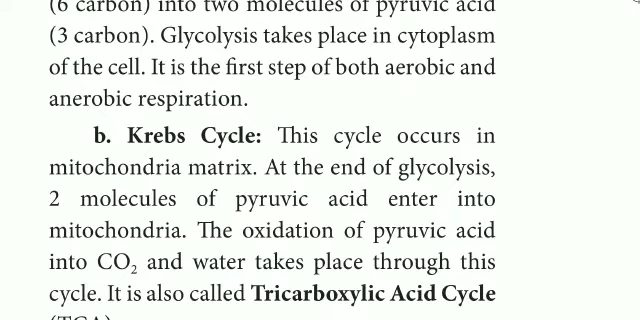 (6 carbon) into two molecules of pyruvic acid
(3 carbon). Glycolysis takes place in cytoplasm
of the cell. It is the first step of both aerobic and
anerobic respiration.
b. Krebs Cycle: This cycle occurs in
mitochondria matrix. At the end of glycolysis,
2 molecules of pyruvic acid enter into
mitochondria. The oxidation of pyruvic acid
into CO₂ and water takes place through this
cycle. It is also called Tricarboxylic Acid Cycle
(TCA)